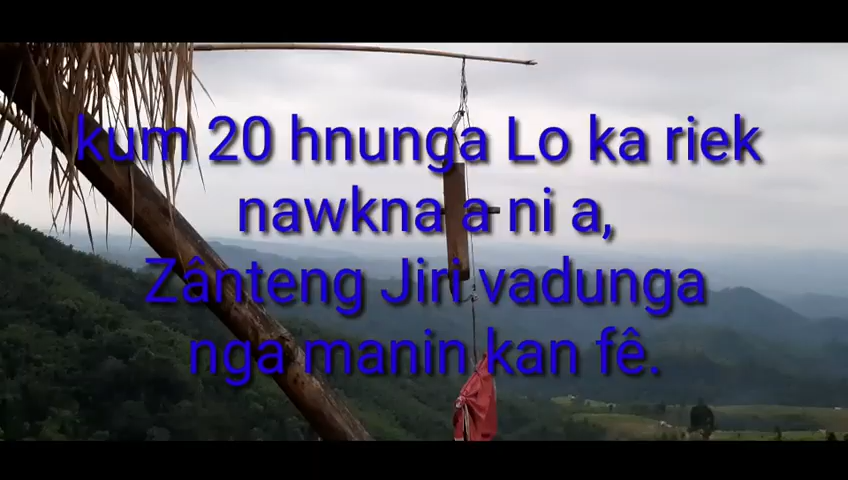 kum 20 hnunga Lo ka riek
nawkna a ni a,
Zânteng Jiri vadunga
nga manin kan fê.